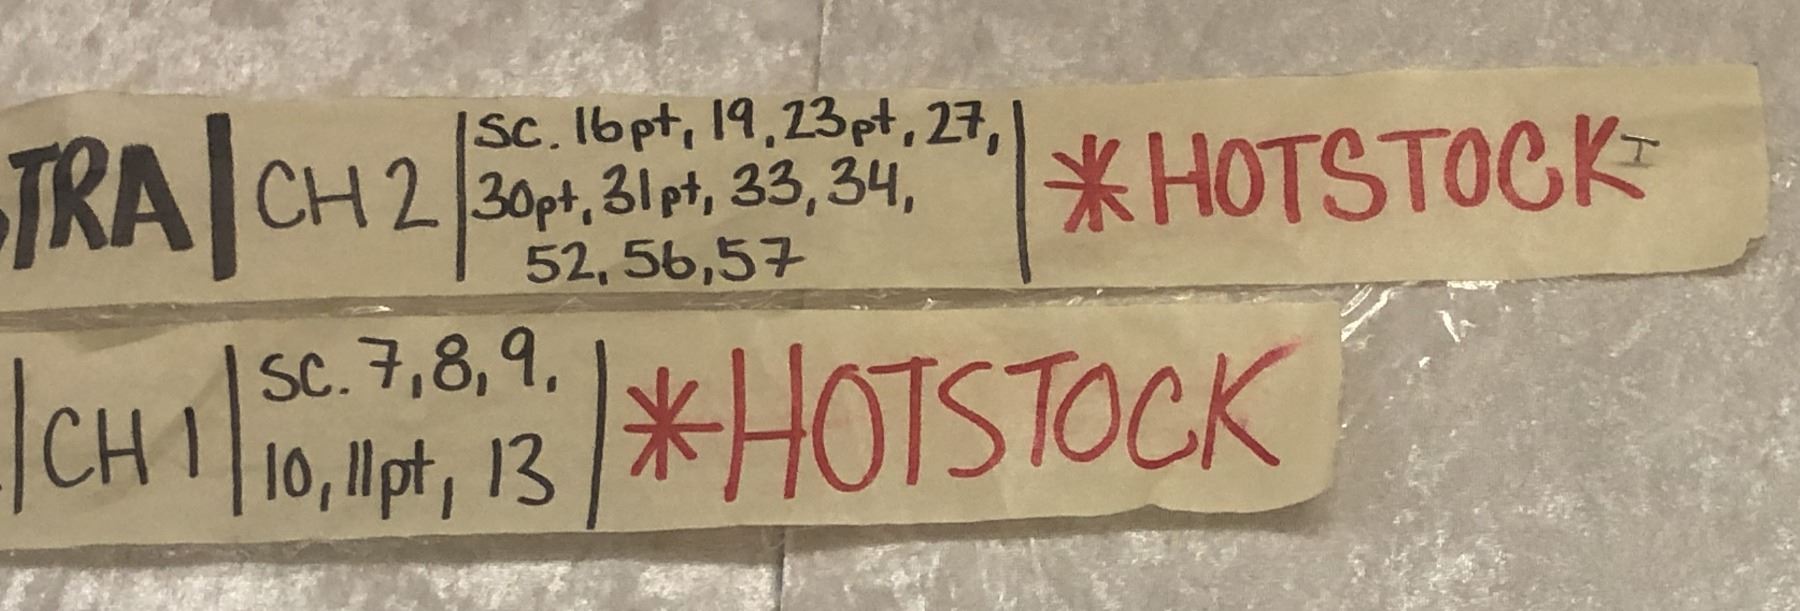 TRA | CH 2 | SC. 16pt, 19, 23pt, 27, | *HOTSTOCK
30pt, 31pt, 33, 34,
52, 56, 57
| CH 1 | SC. 7, 8, 9, | *HOTSTOCK
10, 11pt, 13